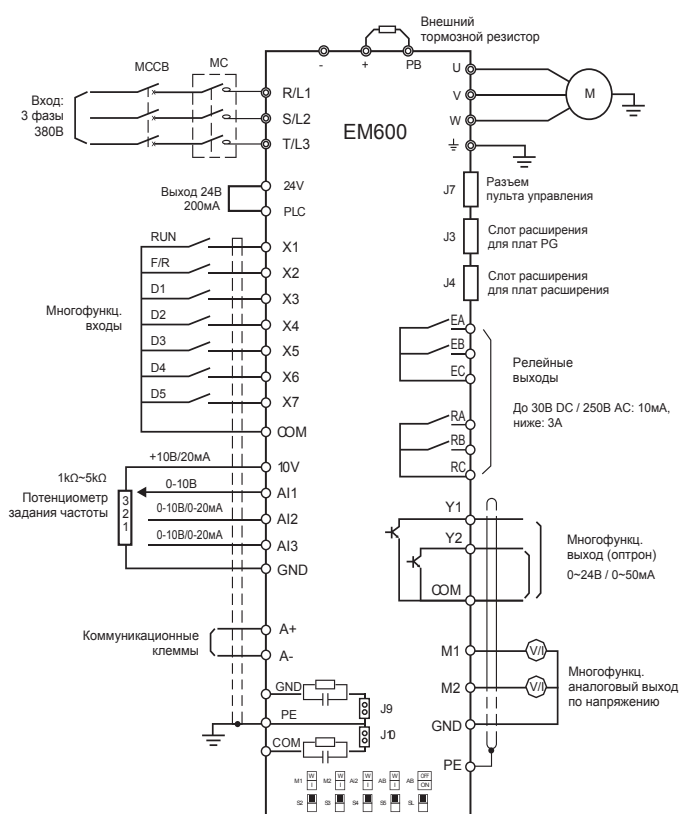 Внешний
тормозной резистор
MCCB
MC
-
+
PB
Вход:
3 фазы
380В
R/L1
S/L2
T/L3
EM600
U
V
W
M
Выход 24В
200мА
24V
PLC
J7
Разъем
пульта управления
J3
Слот расширения
для плат PG
J4
Слот расширения
для плат расширения
Многофункц.
входы
RUN
X1
F/R
X2
D1
X3
D2
X4
D3
X5
D4
X6
D5
X7
COM
EA
EB
EC
RA
RB
RC
Релейные
выходы
До 30В DC / 250В AC: 10мА,
ниже: 3А
1kΩ~5kΩ
Потенциометр
задания частоты
3
2
1
+10В/20мА
10V
0-10В
AI1
0-10В/0-20мА
AI2
0-10В/0-20мА
AI3
GND
Y1
Y2
COM
Многофункц.
выход (оптрон)
0~24В / 0~50мА
Коммуникационные
клеммы
A+
A-
M1
V/I
M2
V/I
GND
PE
Многофункц.
аналоговый выход
по напряжению
GND
J9
PE
J10
COM
M1
W
I
M2
W
I
AI2
W
I
AB
W
I
AB
OFF
ON
S2
S3
S4
S5
SL